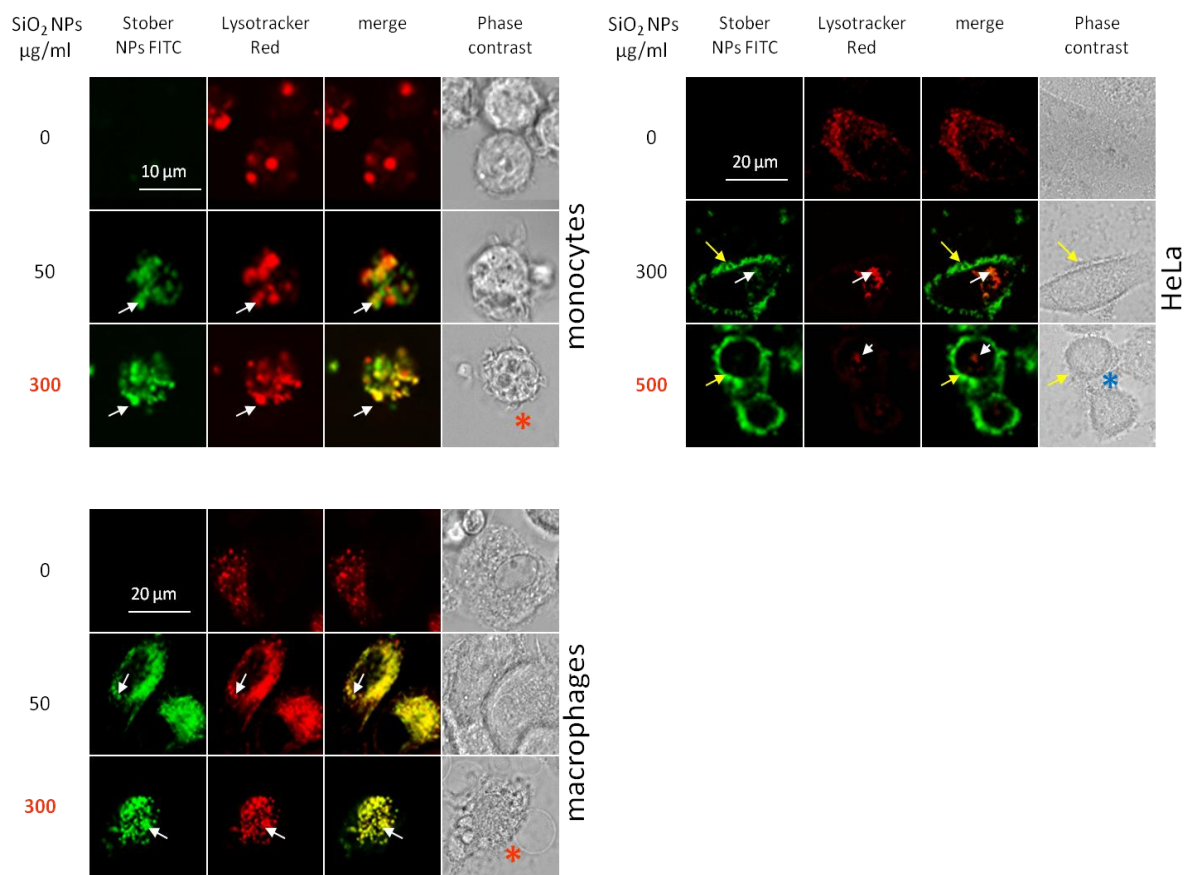 SiO2 NPs
µg/ml
Stober
NPs FITC
Lysotracker
Red
merge
Phase
contrast
0
10 µm
50
300
*
monocytes
SiO2 NPs
µg/ml
Stober
NPs FITC
Lysotracker
Red
merge
Phase
contrast
0
20 µm
300
500
*
HeLa
0
20 µm
50
300
*
macrophages